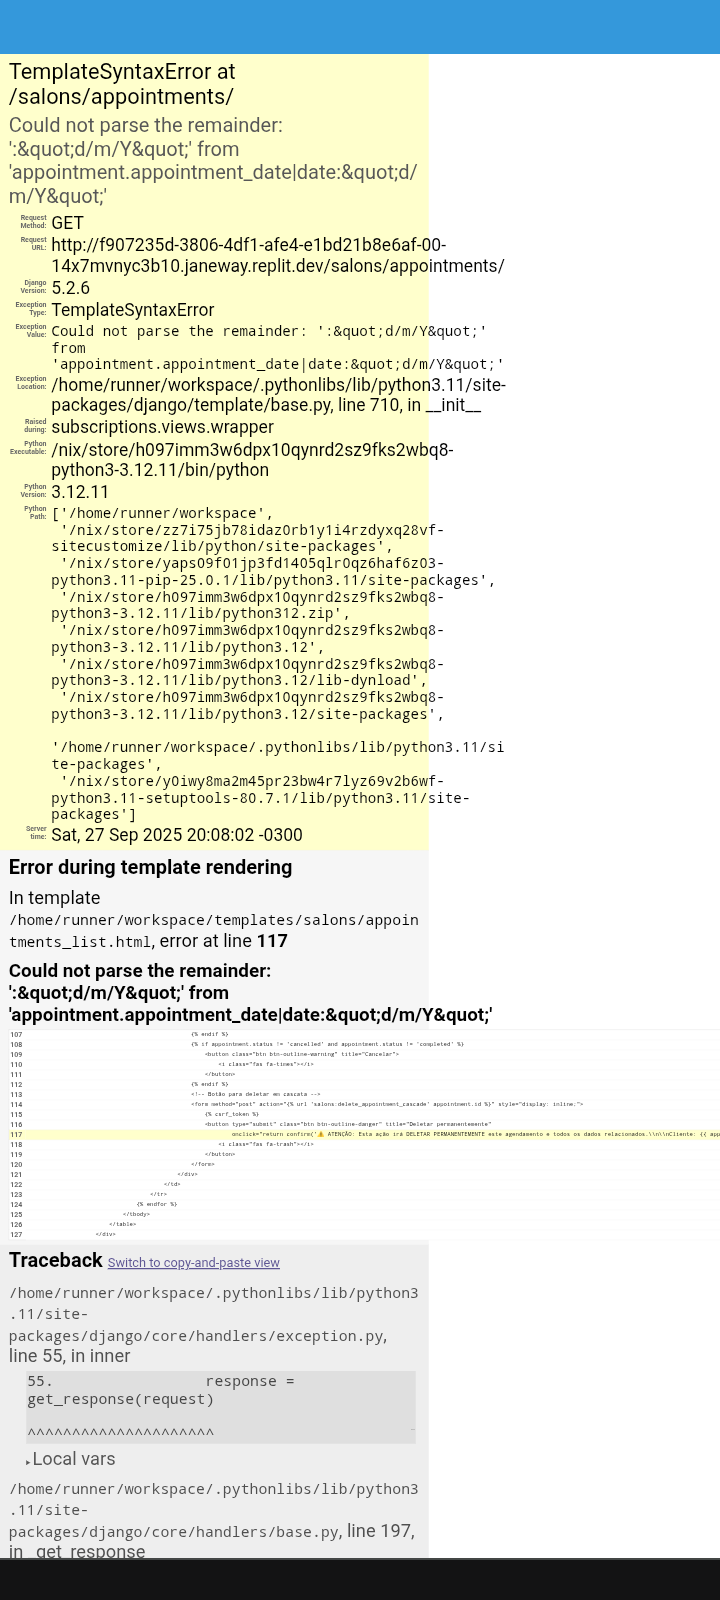 TemplateSyntaxError at
/salons/appointments/
Could not parse the remainder:
':&quot;d/m/Y&quot;' from
'appointment.appointment_date|date:&quot;d/
m/Y&quot;'
Request Method: GET
Request URL: http://f907235d-3806-4df1-afe4-e1bd21b8e6af-00-
14x7mvnyc3b10.janeway.replit.dev/salons/appointments/
Django Version: 5.2.6
Exception Type: TemplateSyntaxError
Exception Value: Could not parse the remainder: ':&quot;d/m/Y&quot;'
from
'appointment.appointment_date|date:&quot;d/m/Y&quot;'
Exception Location: /home/runner/workspace/.pythonlibs/lib/python3.11/site-
packages/django/template/base.py, line 710, in __init__
Raised during: subscriptions.views.wrapper
Python Executable: /nix/store/h097imm3w6dpx10qynrd2sz9fks2wbq8-
python3-3.12.11/bin/python
Python Version: 3.12.11
Python Path: ['/home/runner/workspace',
'/nix/store/zz7i75jb78idaz0rb1y1i4rzdyxq28vf-
sitecustomize/lib/python/site-packages',
'/nix/store/yaps09f01jp3fd1405qlr0qz6haf6z03-
python3.11-pip-25.0.1/lib/python3.11/site-packages',
'/nix/store/h097imm3w6dpx10qynrd2sz9fks2wbq8-
python3-3.12.11/lib/python312.zip',
'/nix/store/h097imm3w6dpx10qynrd2sz9fks2wbq8-
python3-3.12.11/lib/python3.12',
'/nix/store/h097imm3w6dpx10qynrd2sz9fks2wbq8-
python3-3.12.11/lib/python3.12/lib-dynload',
'/nix/store/h097imm3w6dpx10qynrd2sz9fks2wbq8-
python3-3.12.11/lib/python3.12/site-packages',
'/home/runner/workspace/.pythonlibs/lib/python3.11/si
te-packages',
'/nix/store/y0iwy8ma2m45pr23bw4r7lyz69v2b6wf-
python3.11-setuptools-80.7.1/lib/python3.11/site-
packages']
Server time: Sat, 27 Sep 2025 20:08:02 -0300
Error during template rendering
In template
/home/runner/workspace/templates/salons/appoin
tments_list.html, error at line 117
Could not parse the remainder:
':&quot;d/m/Y&quot;' from
'appointment.appointment_date|date:&quot;d/m/Y&quot;'
107 {% endif %}
108 {% if appointment.status != 'cancelled' and appointment.status != 'completed' %}
109 <button class="btn btn-outline-warning" title="Cancelar">
110 <i class="fas fa-times"></i>
111 </button>
112 {% endif %}
113 <!-- Botão para deletar em cascata -->
114 <form method="post" action="{% url 'salons:delete_appointment_cascade' appointment.id %}" style="display: inline;">
115 {% csrf_token %}
116 <button type="submit" class="btn btn-outline-danger" title="Deletar permanentemente"
117 onclick="return confirm('⚠️ ATENÇÃO: Esta ação irá DELETAR PERMANENTEMENTE este agendamento e todos os dados relacionados.\\n\\nCliente: {{ app
118 <i class="fas fa-trash"></i>
119 </button>
120 </form>
121 </div>
122 </td>
123 </tr>
124 {% endfor %}
125 </tbody>
126 </table>
127 </div>
Traceback Switch to copy-and-paste view
/home/runner/workspace/.pythonlibs/lib/python3
.11/site-
packages/django/core/handlers/exception.py,
line 55, in inner
55. response =
get_response(request)
^^^^^^^^^^^^^^^^^^^^^
Local vars
/home/runner/workspace/.pythonlibs/lib/python3
.11/site-
packages/django/core/handlers/base.py, line 197,
in _get_response